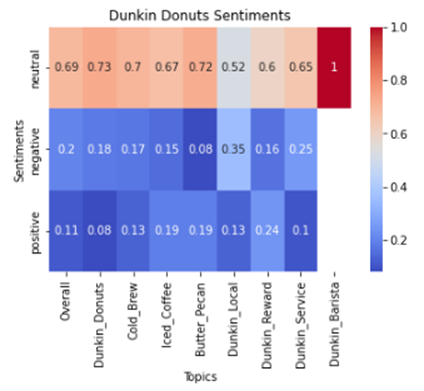 Dunkin Donuts Sentiments
neutral 0.69 0.73 0.7 0.67 0.72 0.52 0.6 0.65 1
negative 0.2 0.18 0.17 0.15 0.08 0.35 0.16 0.25
positive 0.11 0.08 0.13 0.19 0.19 0.13 0.24 0.1
Sentiments
Overall
Dunkin_Donuts
Cold_Brew
Iced_Coffee
Butter_Pecan
Dunkin_Local
Dunkin_Reward
Dunkin_Service
Dunkin_Barista
Topics
1.0
0.8
0.6
0.4
0.2